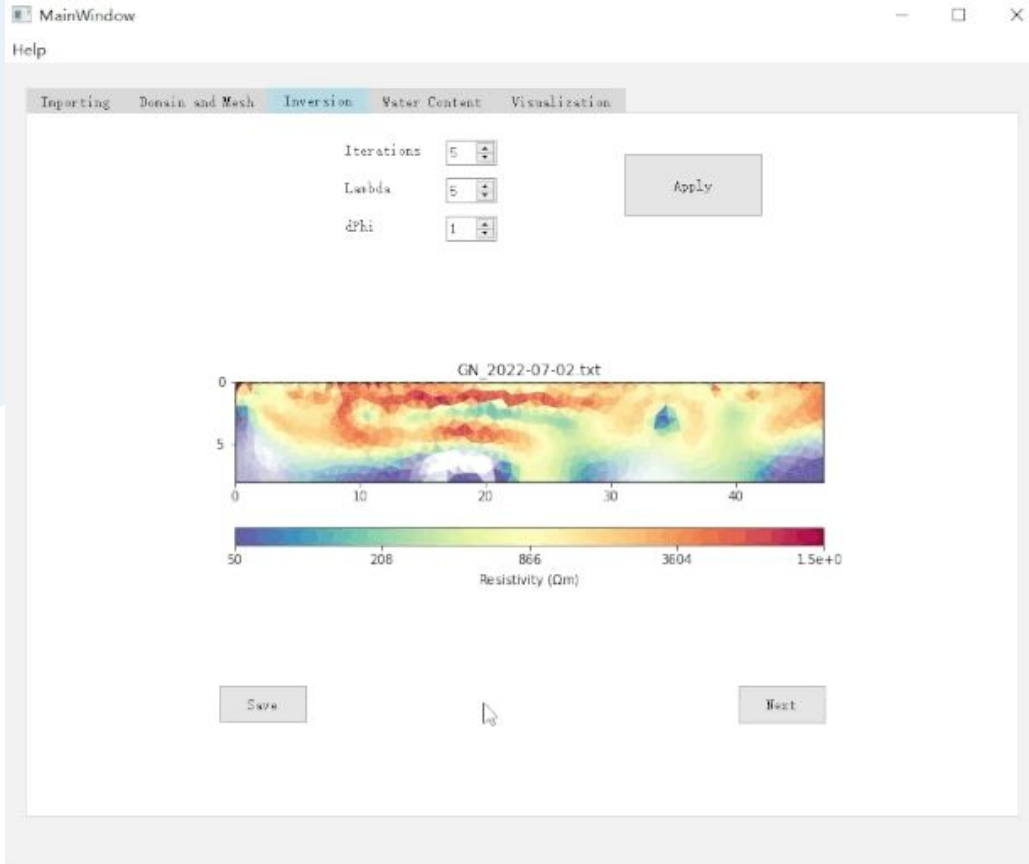 MainWindow
Help
Importing Domain and Mesh Inversion Water Content Visualization
Iterations 5
Lambda 5
Apply
dPhi 1
GN_2022-07-02.txt
0
5
0 10 20 30 40
50 208 866 3604 1.5e+0
Resistivity (Ωm)
Save Next